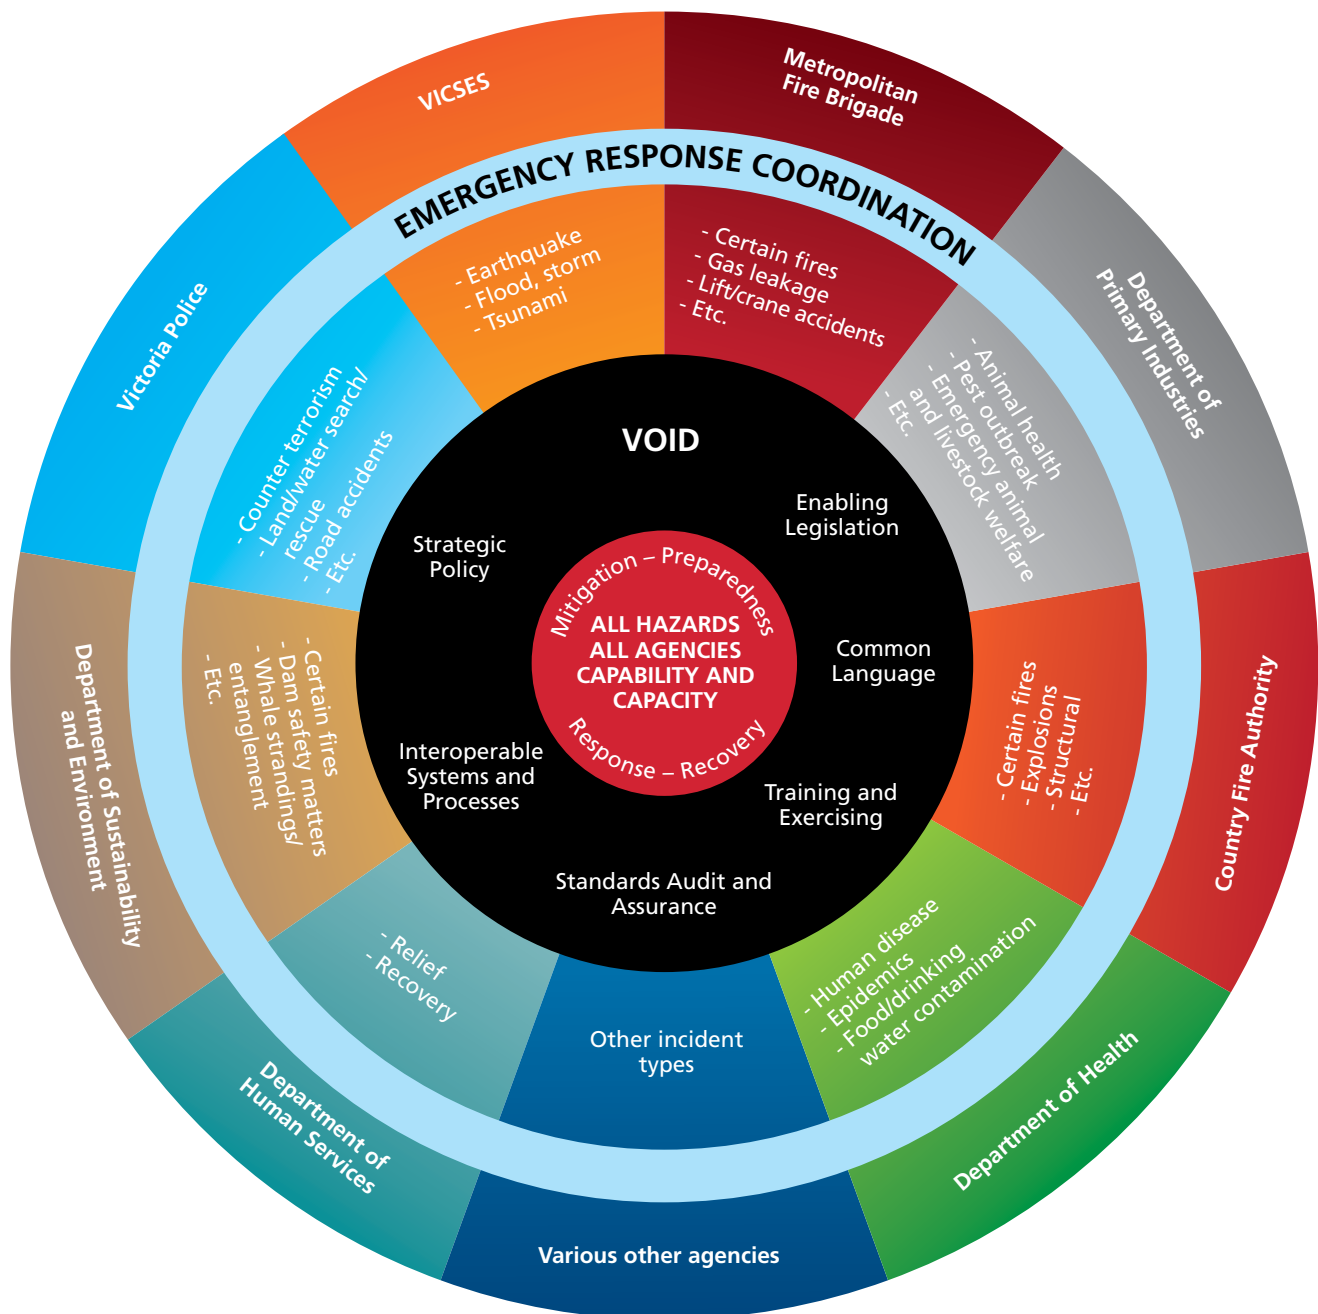 VICSES
Metropolitan
Fire Brigade
Department of
Primary Industries
Country Fire Authority
Department of Health
Various other agencies
Department of
Human Services
Department of Sustainability
and Environment
Victoria Police
EMERGENCY RESPONSE COORDINATION
- Earthquake
- Flood, storm
- Tsunami
- Certain fires
- Gas leakage
- Lift/crane accidents
- Etc.
- Animal health
- Pest outbreak
- Emergency animal
and livestock welfare
- Etc.
- Certain fires
- Explosions
- Structural
- Etc.
- Human disease
- Epidemics
- Food/drinking
water contamination
Other incident
types
- Relief
- Recovery
- Certain fires
- Dam safety matters
- Whale strandings/
entanglement
- Etc.
- Counter terrorism
- Land/water search/
rescue
- Road accidents
- Etc.
VOID
Enabling
Legislation
Common
Language
Training and
Exercising
Standards Audit and
Assurance
Interoperable
Systems and
Processes
Strategic
Policy
Mitigation – Preparedness
ALL HAZARDS
ALL AGENCIES
CAPABILITY AND
CAPACITY
Response – Recovery